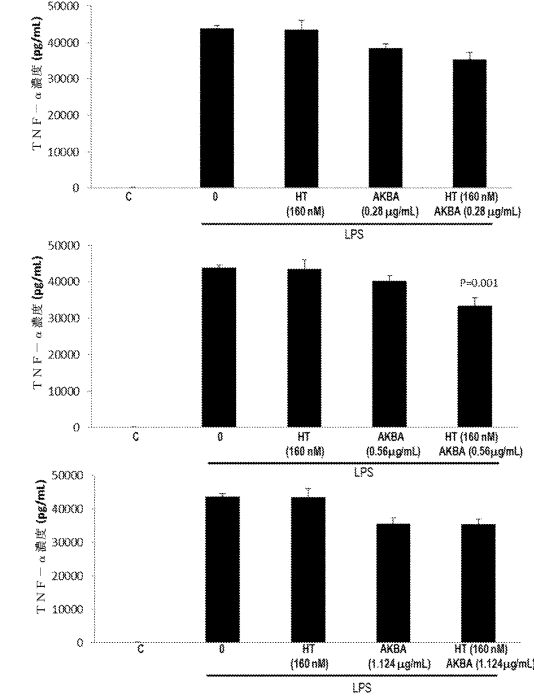 50000
40000
30000
20000
10000
0
TNF-α濃度 (pg/mL)
C 0 HT AKBA HT (160 nM)
(160 nM) (0.28 µg/mL) AKBA (0.28 µg/mL)
LPS
50000
40000
30000
20000
10000
0
TNF-α濃度 (pg/mL)
P=0.001
C 0 HT AKBA HT (160 nM)
(160 nM) (0.56µg/mL) AKBA (0.56µg/mL)
LPS
50000
40000
30000
20000
10000
0
TNF-α濃度 (pg/mL)
C 0 HT AKBA HT (160 nM)
(160 nM) (1.124 µg/mL) AKBA (1.124µg/mL)
LPS